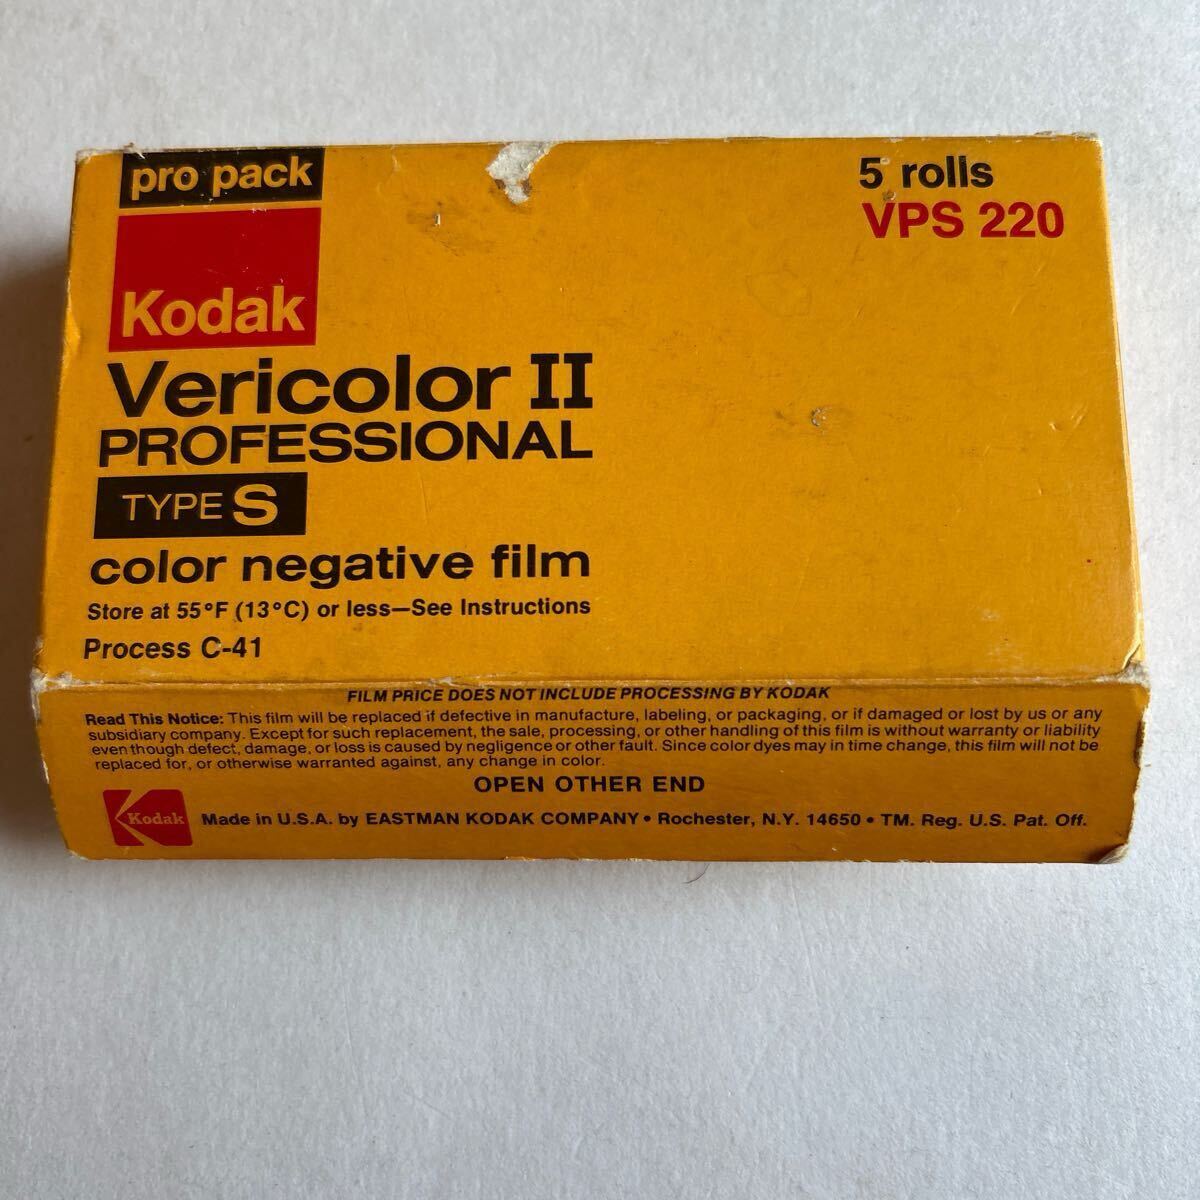 pro pack
Kodak
5 rolls
VPS 220
Vericolor II
PROFESSIONAL
TYPE S
color negative film
Store at 55°F (13°C) or less—See Instructions
Process C-41
FILM PRICE DOES NOT INCLUDE PROCESSING BY KODAK
Read This Notice: This film will be replaced if defective in manufacture, labeling, or packaging, or if damaged or lost by us or any
subsidiary company. Except for such replacement, the sale, processing, or other handling of this film is without warranty or liability
even though defect, damage, or loss is caused by negligence or other fault. Since color dyes may in time change, this film will not be
replaced for, or otherwise warranted against, any change in color.
OPEN OTHER END
Kodak
Made in U.S.A. by EASTMAN KODAK COMPANY • Rochester, N.Y. 14650 • TM. Reg. U.S. Pat. Off.